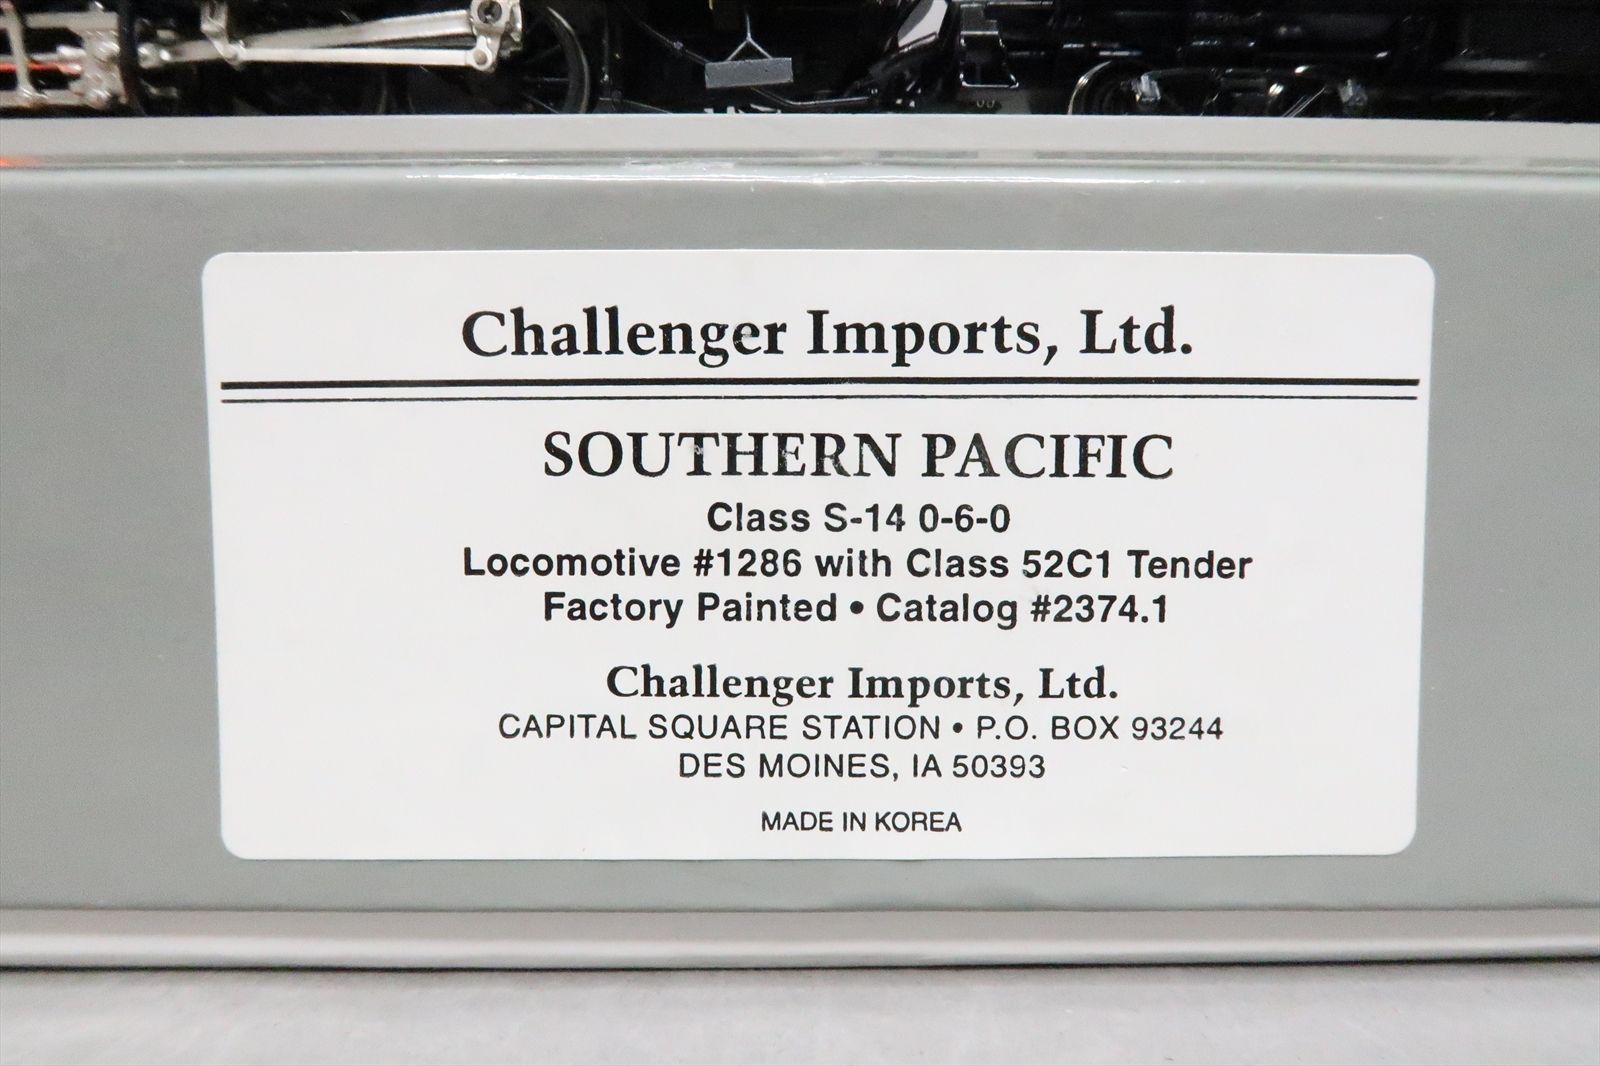 Challenger Imports, Ltd.
SOUTHERN PACIFIC
Class S-14 0-6-0
Locomotive #1286 with Class 52C1 Tender
Factory Painted • Catalog #2374.1
Challenger Imports, Ltd.
CAPITAL SQUARE STATION • P.O. BOX 93244
DES MOINES, IA 50393
MADE IN KOREA